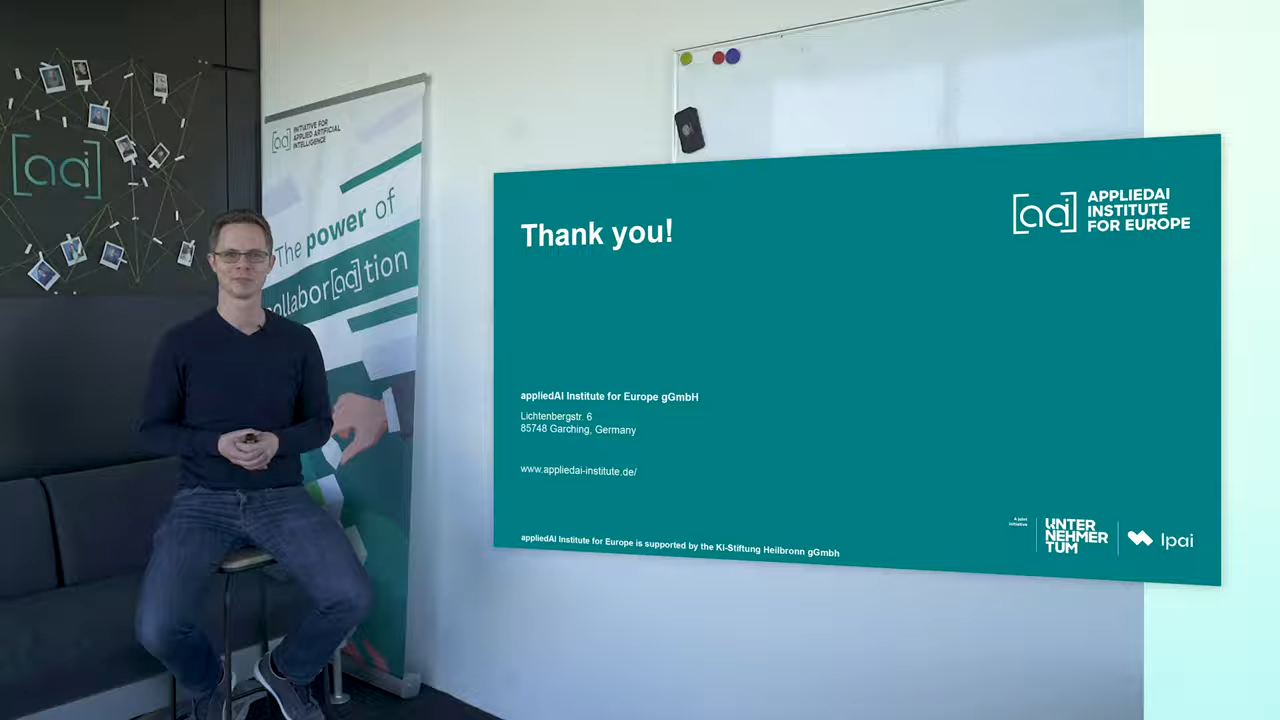 [aai]
[aai] INITIATIVE FOR
APPLIED ARTIFICIAL
INTELLIGENCE
The power of
collabor[aai]tion
Thank you!
[aai] APPLIEDAI
INSTITUTE
FOR EUROPE
appliedAI Institute for Europe gGmbH
Lichtenbergstr. 6
85748 Garching, Germany
www.appliedai-institute.de/
appliedAI Institute for Europe is supported by the KI-Stiftung Heilbronn gGmbh
A joint
initiative
UNTER
NEHMER
TUM
Ipai